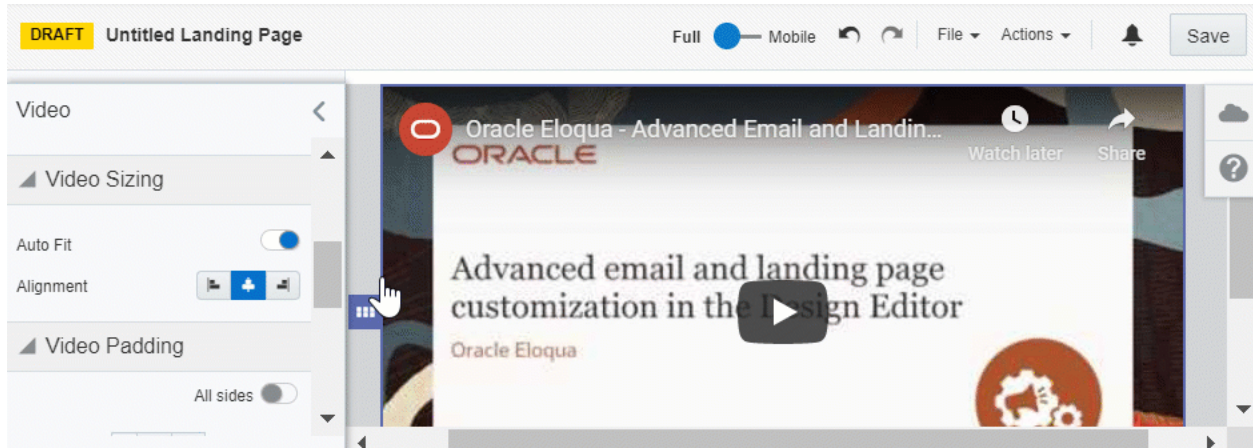 DRAFT Untitled Landing Page Full Mobile File Actions Save
Video
Video Sizing
Auto Fit
Alignment
Video Padding
All sides
Oracle Eloqua - Advanced Email and Landin...
Watch later Share
ORACLE
Advanced email and landing page
customization in the Design Editor
Oracle Eloqua